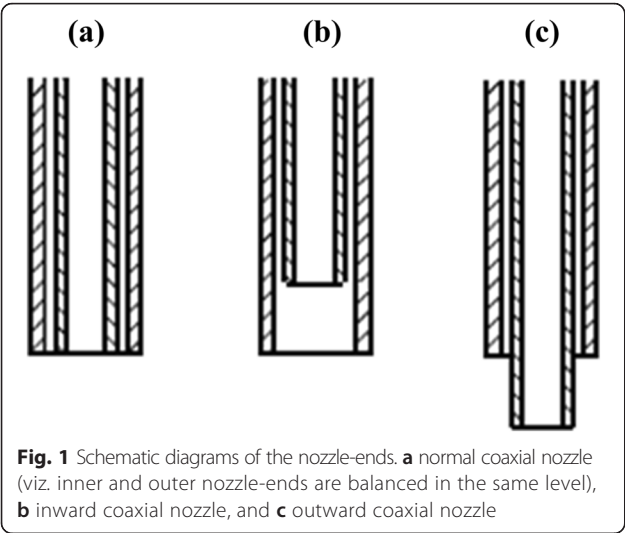 (a) (b) (c)
Fig. 1 Schematic diagrams of the nozzle-ends. a normal coaxial nozzle
(viz. inner and outer nozzle-ends are balanced in the same level),
b inward coaxial nozzle, and c outward coaxial nozzle